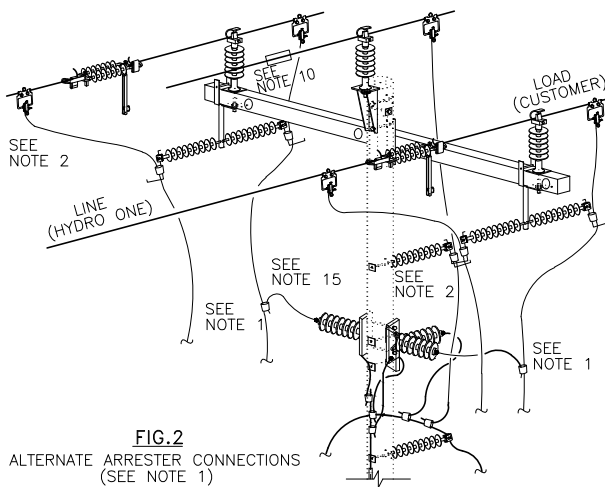 SEE
NOTE 10
LOAD
(CUSTOMER)
SEE
NOTE 2
LINE
(HYDRO ONE)
SEE
NOTE 15
SEE
NOTE 2
SEE
NOTE 1
SEE
NOTE 1
FIG.2
ALTERNATE ARRESTER CONNECTIONS
(SEE NOTE 1)